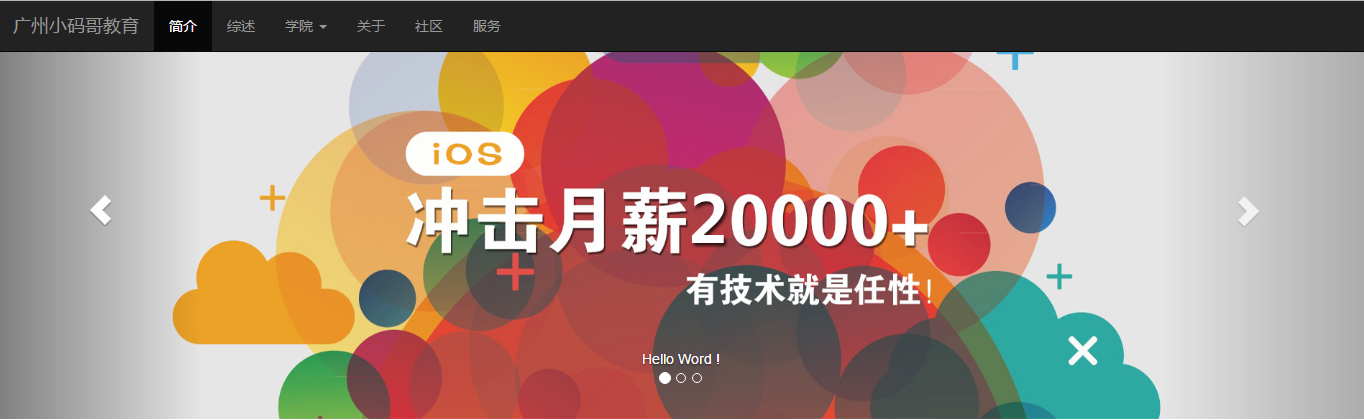 广州小码哥教育 简介 综述 学院 关于 社区 服务
iOS
冲击月薪20000+
有技术就是任性!
Hello Word !